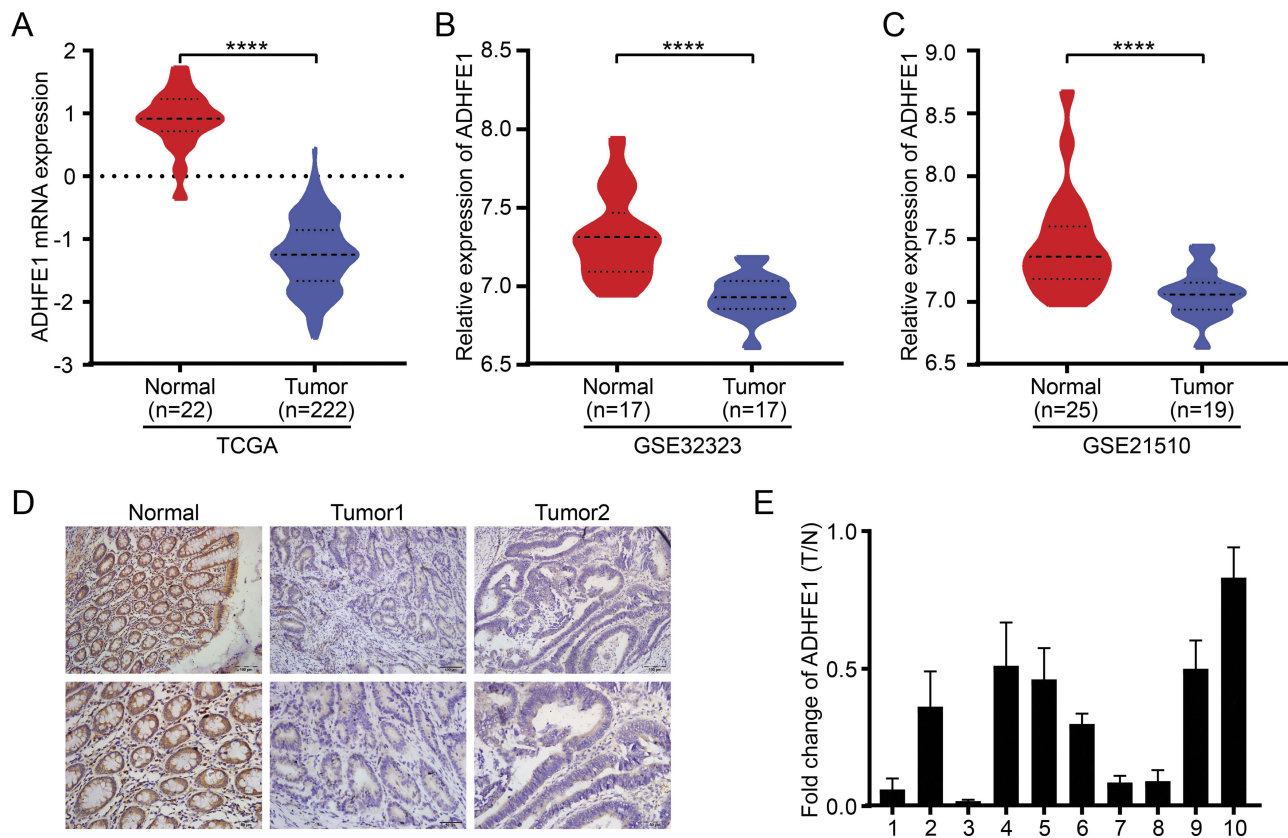 A
ADHFE1 mRNA expression
2
1
0
-1
-2
-3
****
Normal
(n=22)
Tumor
(n=222)
TCGA
B
Relative expression of ADHFE1
8.5
8.0
7.5
7.0
6.5
****
Normal
(n=17)
Tumor
(n=17)
GSE32323
C
Relative expression of ADHFE1
9.0
8.5
8.0
7.5
7.0
6.5
****
Normal
(n=25)
Tumor
(n=19)
GSE21510
D
Normal
Tumor1
Tumor2
E
Fold change of ADHFE1 (T/N)
1.0
0.5
0.0
1 2 3 4 5 6 7 8 9 10